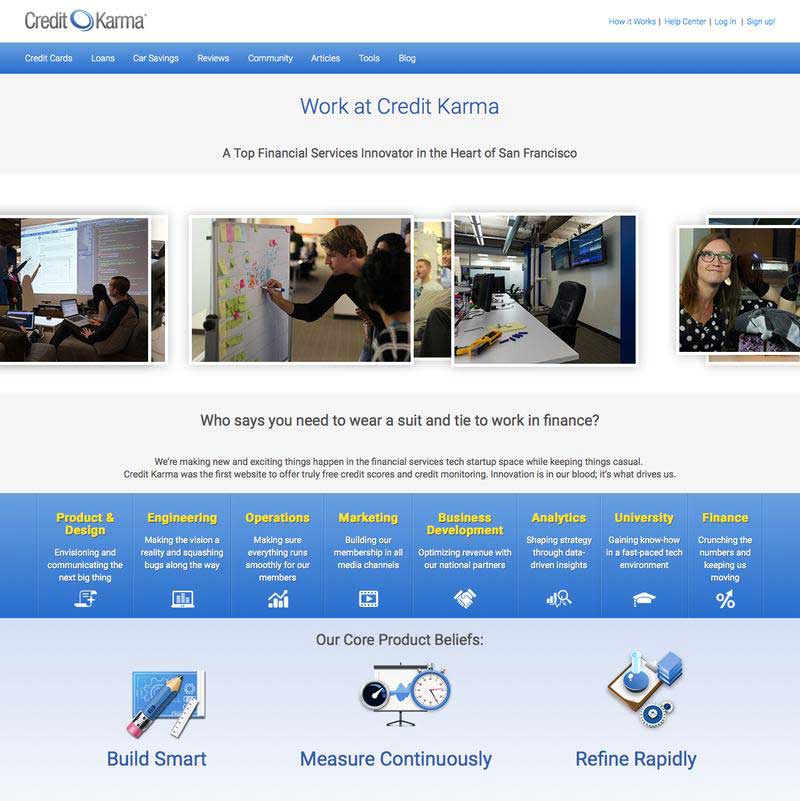 Credit Karma
How it Works | Help Center | Log In | Sign up!
Credit Cards Loans Car Savings Reviews Community Articles Tools Blog
Work at Credit Karma
A Top Financial Services Innovator in the Heart of San Francisco
Who says you need to wear a suit and tie to work in finance?
We're making new and exciting things happen in the financial services tech startup space while keeping things casual.
Credit Karma was the first website to offer truly free credit scores and credit monitoring. Innovation is in our blood; it's what drives us.
Product &
Design
Envisioning and
communicating the
next big thing
Engineering
Making the vision a
reality and squashing
bugs along the way
Operations
Making sure
everything runs
smoothly for our
members
Marketing
Building our
membership in all
media channels
Business
Development
Optimizing revenue with
our national partners
Analytics
Shaping strategy
through data-
driven insights
University
Gaining know-how
in a fast-paced tech
environment
Finance
Crunching the
numbers and
keeping us
moving
Our Core Product Beliefs:
Build Smart
Measure Continuously
Refine Rapidly